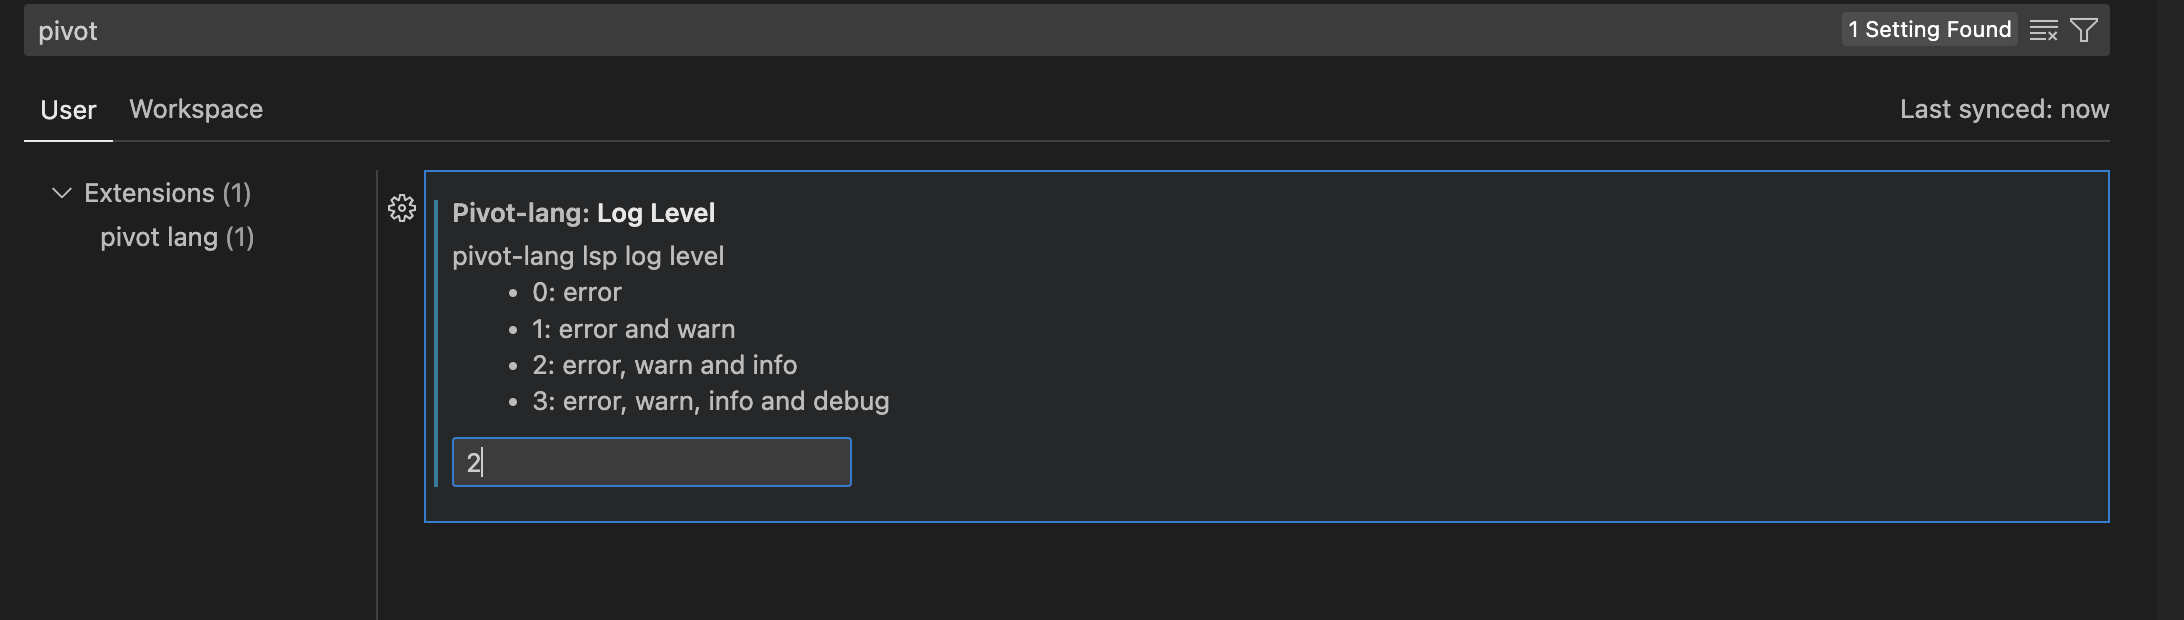 pivot
1 Setting Found
User
Workspace
Last synced: now
Extensions (1)
pivot lang (1)
Pivot-lang: Log Level
pivot-lang lsp log level
• 0: error
• 1: error and warn
• 2: error, warn and info
• 3: error, warn, info and debug
2